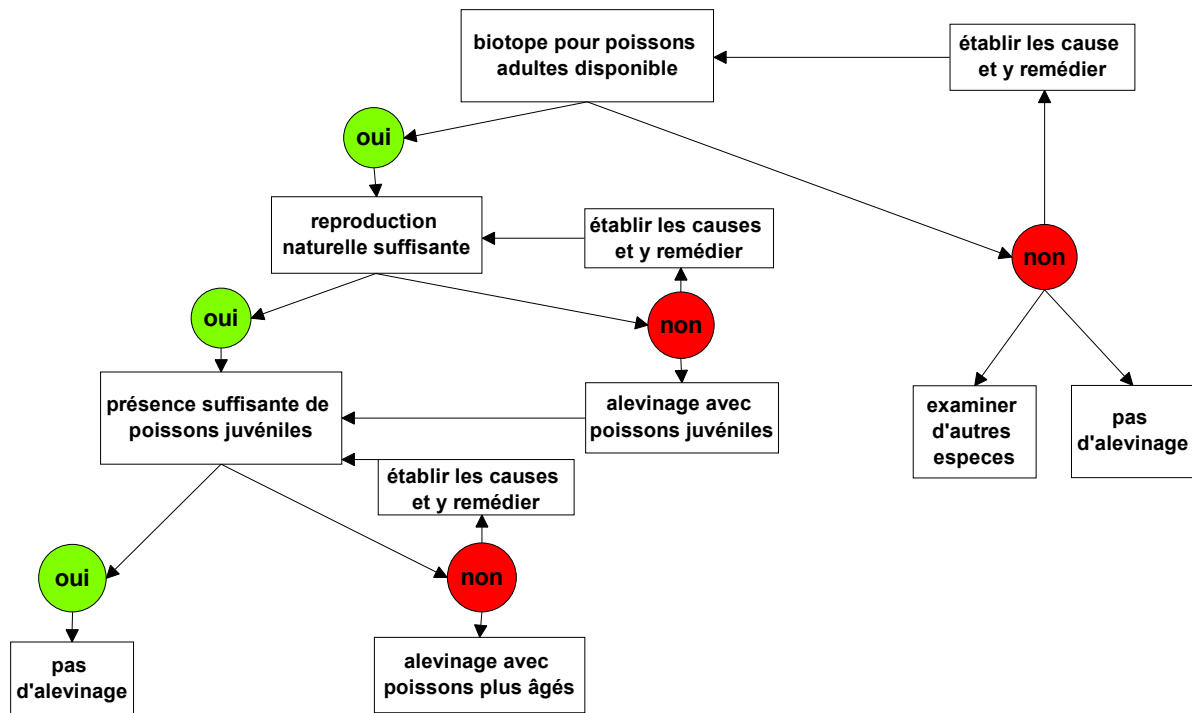 biotope pour poissons
adultes disponible
établir les cause
et y remédier
oui
reproduction
naturelle suffisante
établir les causes
et y remédier
non
oui
non
présence suffisante de
poissons juvéniles
alevinage avec
poissons juvéniles
examiner
d'autres
especes
pas
d'alevinage
établir les causes
et y remédier
oui
non
pas
d'alevinage
alevinage avec
poissons plus âgés